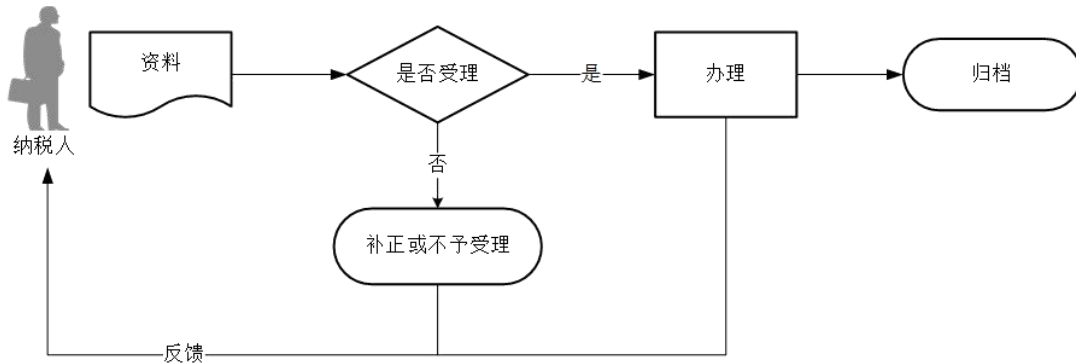 纳税人
资料
是否受理
是
办理
归档
否
补正或不予受理
反馈